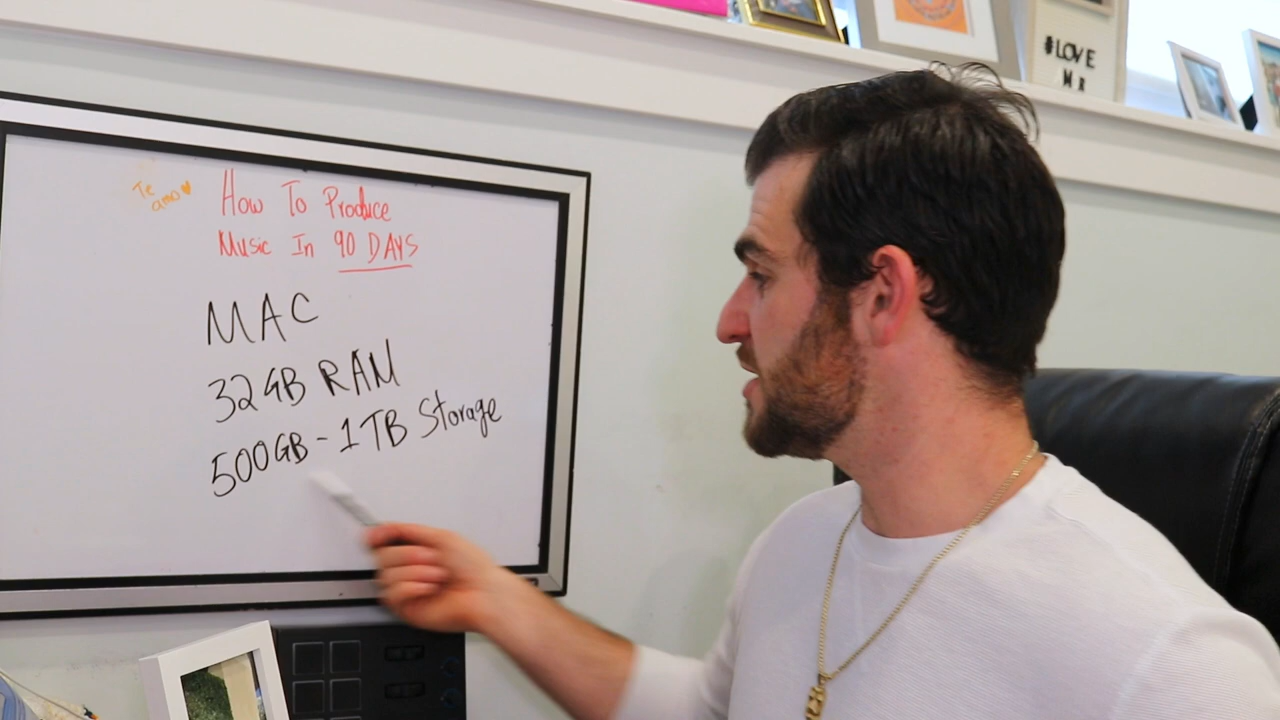 #LOVE
Te
amo
How To Produce
Music In 90 DAYS
MAC
32GB RAM
500GB - 1TB Storage